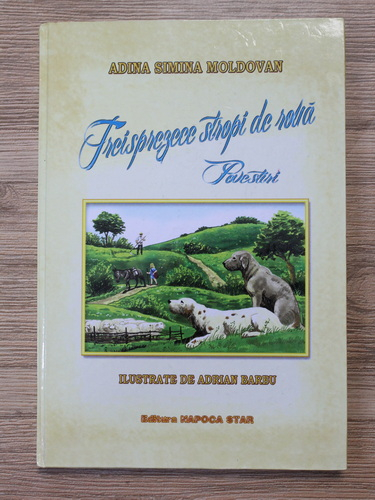 ADINA SIMINA MOLDOVAN
Treisprezece stropi de rouă
Povestiri
ILUSTRATE DE ADRIAN BARBU
Editura NAPOCA STAR